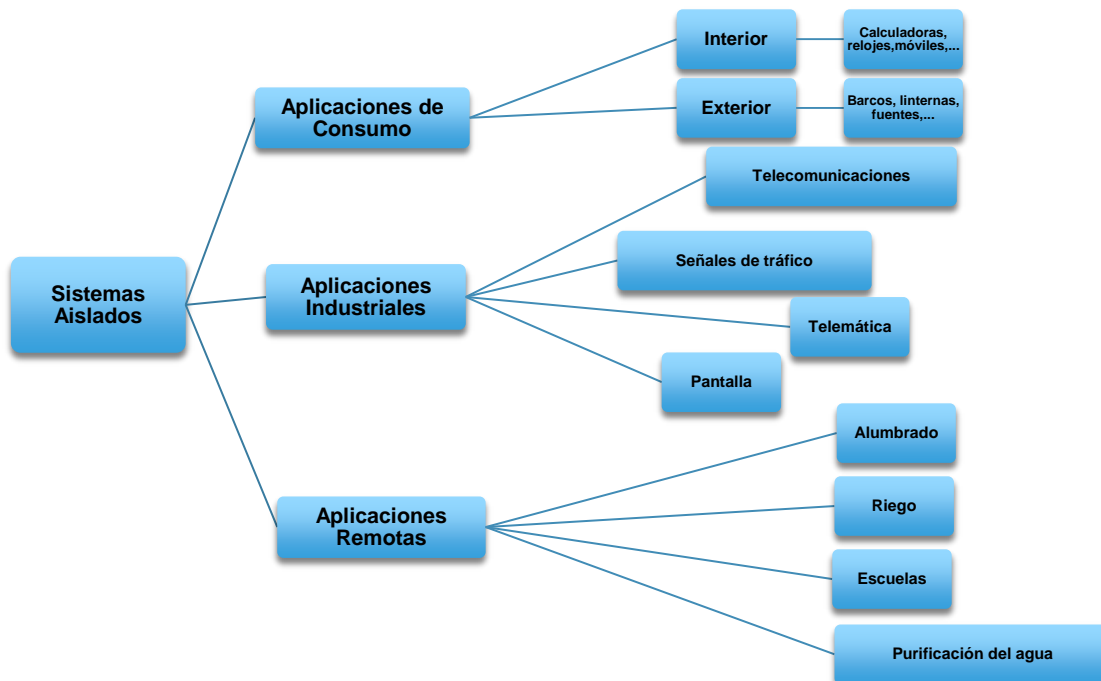 Sistemas
Aislados
Aplicaciones de
Consumo
Interior
Calculadoras,
relojes,móviles,...
Exterior
Barcos, linternas,
fuentes,...
Aplicaciones
Industriales
Telecomunicaciones
Señales de tráfico
Telemática
Pantalla
Aplicaciones
Remotas
Alumbrado
Riego
Escuelas
Purificación del agua